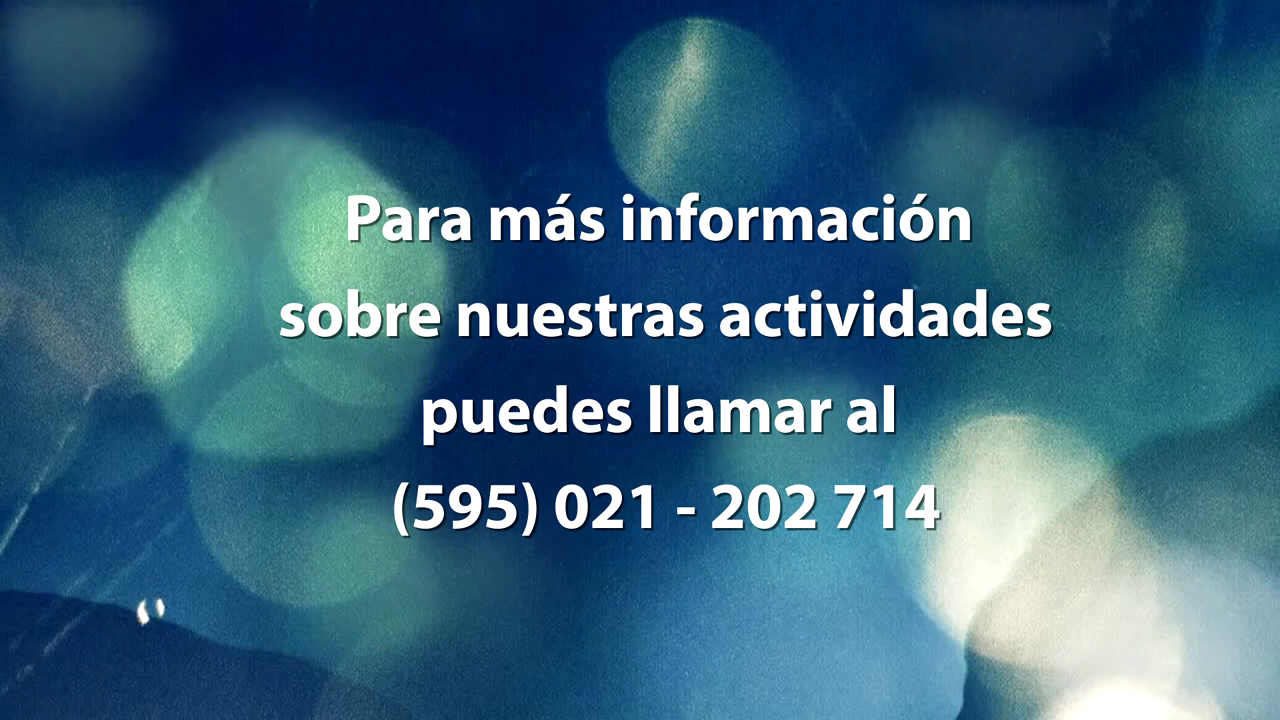 Para más información
sobre nuestras actividades
puedes llamar al
(595) 021 - 202 714